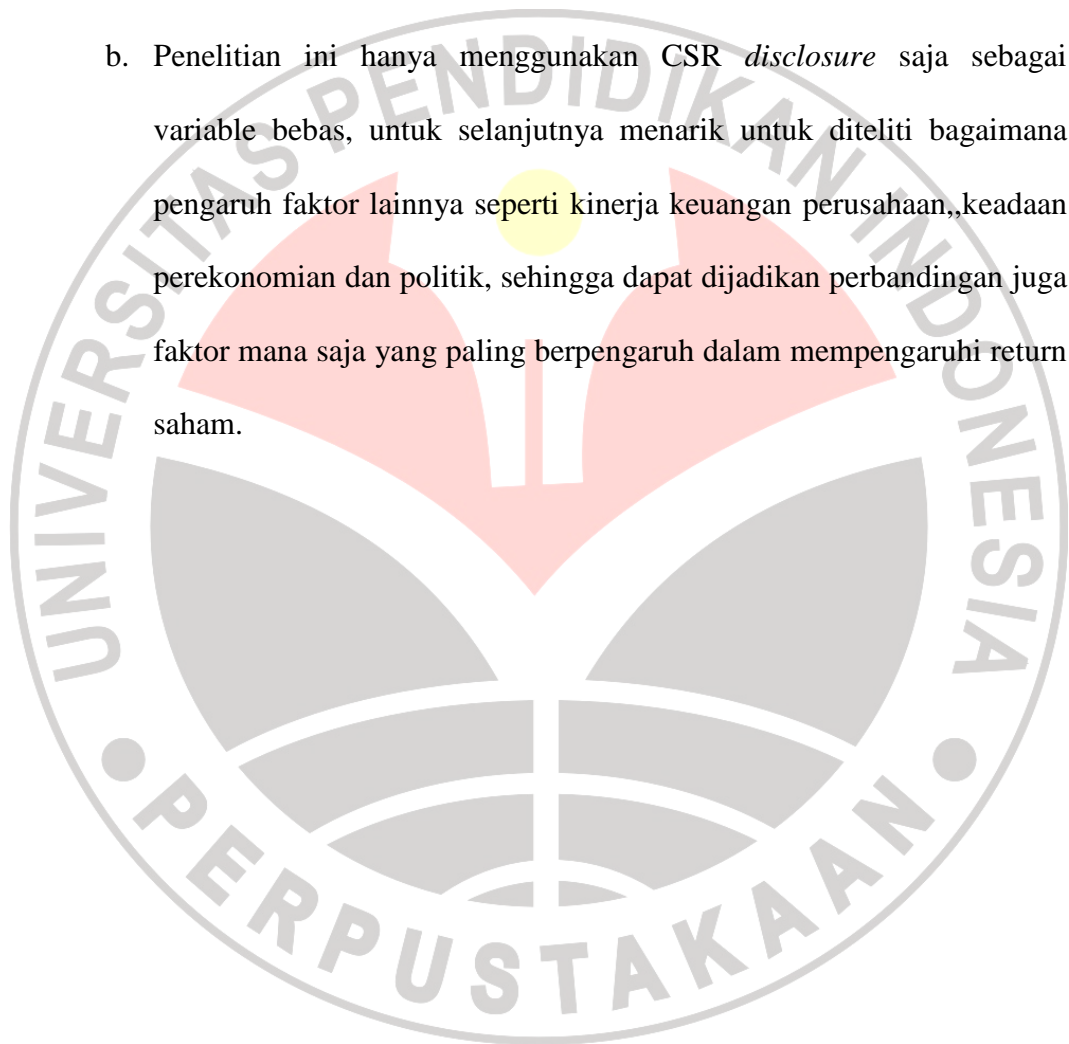 b. Penelitian ini hanya menggunakan CSR disclosure saja sebagai
variable bebas, untuk selanjutnya menarik untuk diteliti bagaimana
pengaruh faktor lainnya seperti kinerja keuangan perusahaan,,keadaan
perekonomian dan politik, sehingga dapat dijadikan perbandingan juga
faktor mana saja yang paling berpengaruh dalam mempengaruhi return
saham.
UNIVERSITAS PENDIDIKAN INDONESIA
PERPUSTAKAAN